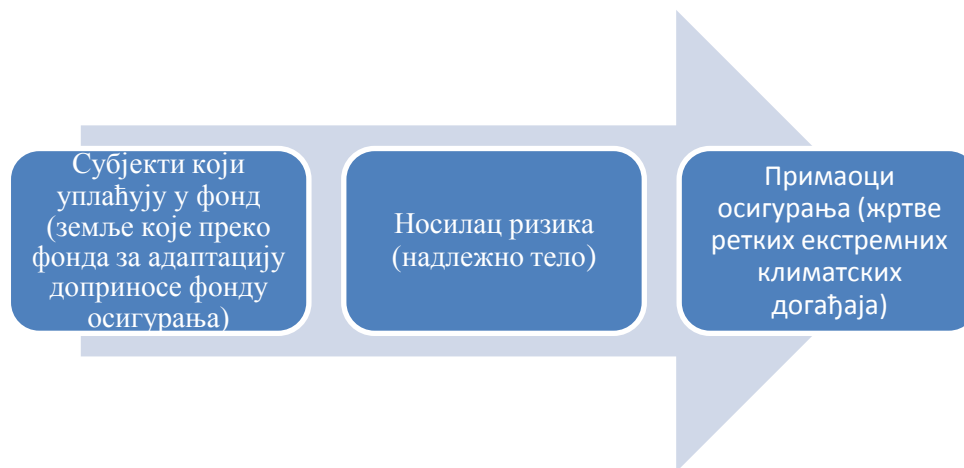 Субјекти који
уплаћују у фонд
(земље које преко
фонда за адаптацију
доприносе фонду
осигурања)
Носилац ризика
(надлежно тело)
Примаоци
осигурања (жртве
ретких екстремних
климатских
догађаја)